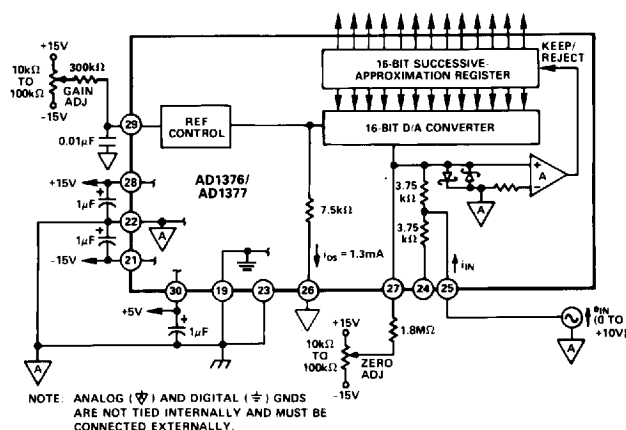 +15V
10kΩ
TO
100kΩ
300kΩ
GAIN
ADJ
-15V
0.01μF
29
REF
CONTROL
KEEP/
REJECT
16-BIT SUCCESSIVE-
APPROXIMATION REGISTER
16-BIT D/A CONVERTER
AD1376/
AD1377
+15V
28
1μF
22
A
1μF
-15V
21
7.5kΩ
iOS = 1.3mA
3.75
kΩ
3.75
kΩ
A
+
A
−
iIN
30
19
23
26
27
24
25
+5V
+
1μF
A
+15V
10kΩ
TO
100kΩ
1.8MΩ
ZERO
ADJ
-15V
eIN
(0 TO
+10V)
A
NOTE: ANALOG (A) AND DIGITAL (⏚) GNDS
ARE NOT TIED INTERNALLY AND MUST BE
CONNECTED EXTERNALLY.